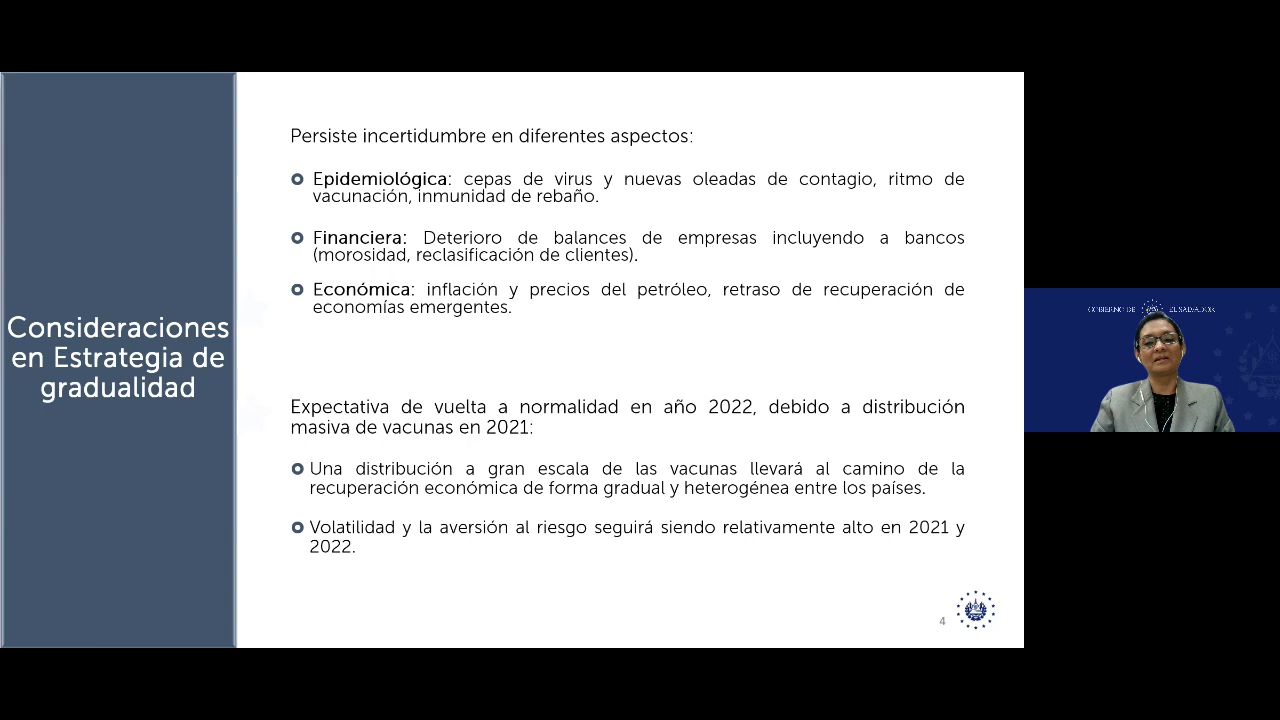 Consideraciones
en Estrategia de
gradualidad
Persiste incertidumbre en diferentes aspectos:
Epidemiológica: cepas de virus y nuevas oleadas de contagio, ritmo de
vacunación, inmunidad de rebaño.
Financiera: Deterioro de balances de empresas incluyendo a bancos
(morosidad, reclasificación de clientes).
Económica: inflación y precios del petróleo, retraso de recuperación de
economías emergentes.
Expectativa de vuelta a normalidad en año 2022, debido a distribución
masiva de vacunas en 2021:
Una distribución a gran escala de las vacunas llevará al camino de la
recuperación económica de forma gradual y heterogénea entre los países.
Volatilidad y la aversión al riesgo seguirá siendo relativamente alto en 2021 y
2022.
4
GOBIERNO DE EL SALVADOR